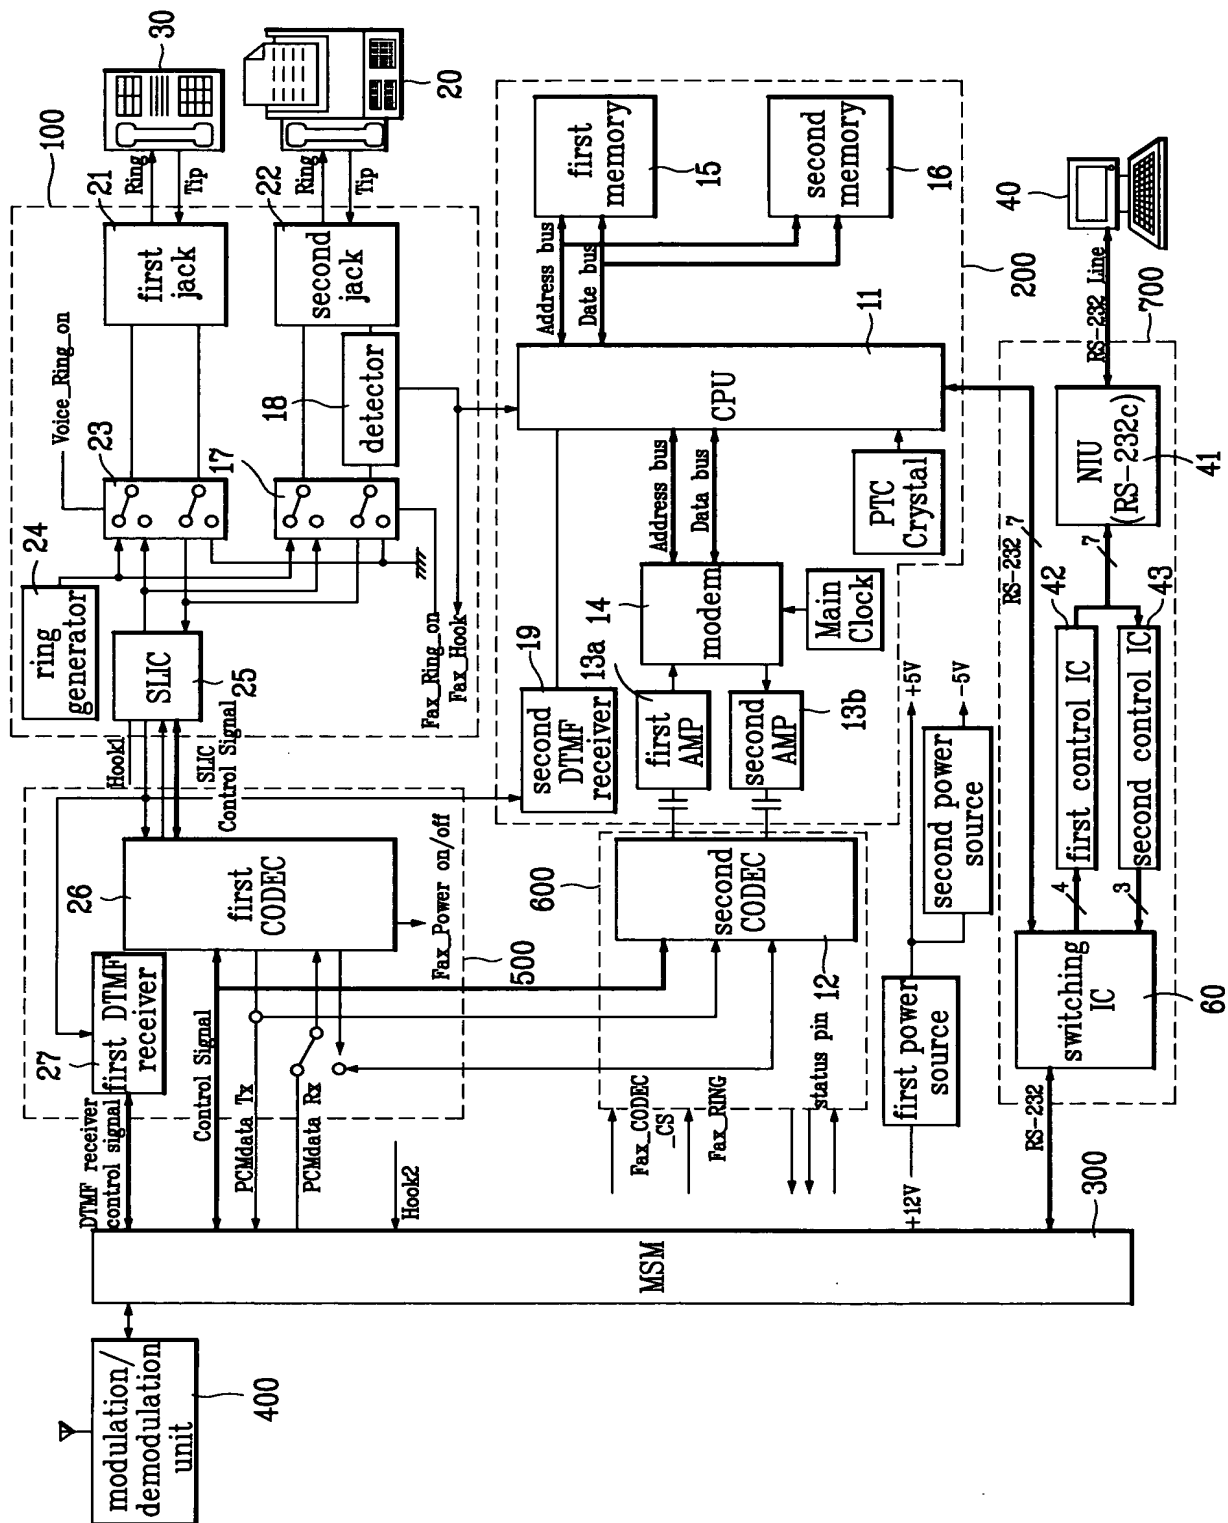 modulation/
demodulation
unit
400
MSM
300
DTMF receiver
control signal
Control Signal
PCMdata Tx
PCMdata Rx
Hook2
27
first DTMF
receiver
26
first
CODEC
Fax_Power on/off
500
Hook1
SLIC
Control Signal
ring
generator
24
SLIC
25
Voice_Ring_on
23
17
18
detector
Fax_Ring_on
Fax_Hook
21
first
jack
22
second
jack
100
Ring
Tip
Ring
Tip
30
20
Fax_CODEC
_CS
Fax_RING
status pin
12
600
second
CODEC
second
DTMF
receiver
19
first
AMP
13a
second
AMP
13b
modem
14
Main
Clock
Address bus
Data bus
PTC
Crystal
CPU
11
Address bus
Date bus
first
memory
15
second
memory
16
200
+12V
first power
source
second power
source
+5V
-5V
RS-232
switching
IC
60
4
3
first control IC
42
second control IC
43
RS-232
7
7
NIU
(RS-232c)
41
700
RS-232 Line
40